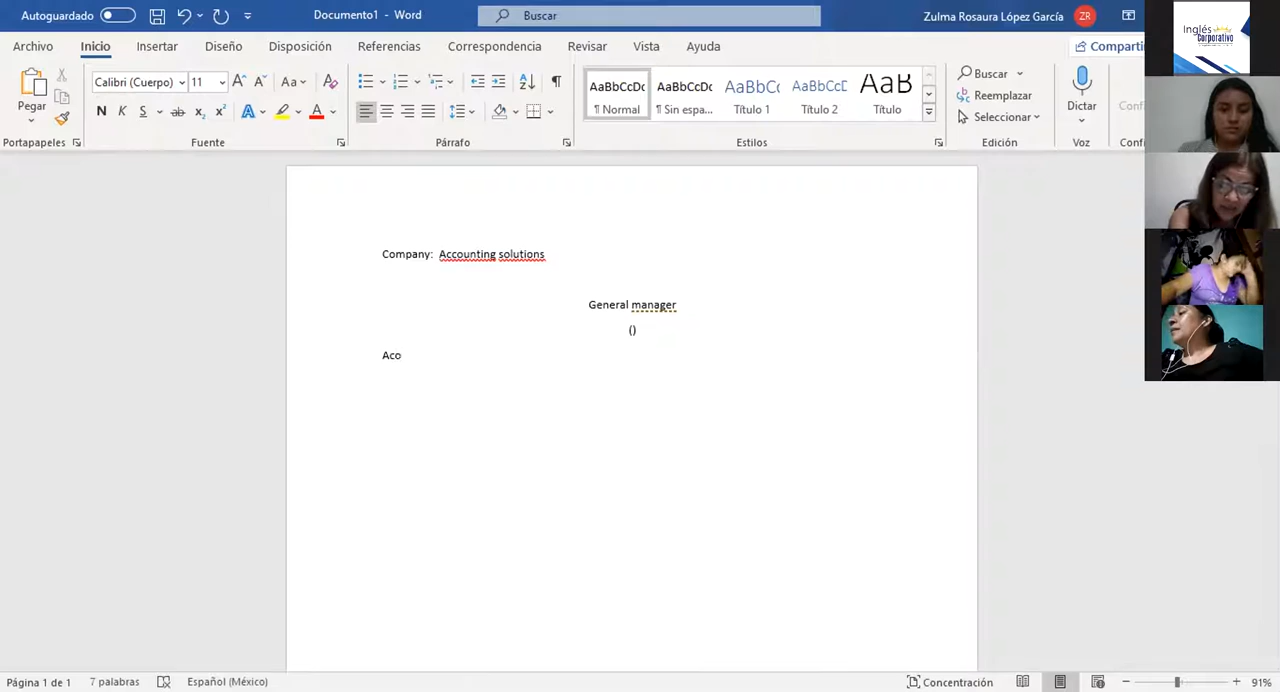 Autoguardado
Documento1 - Word
Buscar
Zulma Rosaura López García
ZR
Archivo Inicio Insertar Diseño Disposición Referencias Correspondencia Revisar Vista Ayuda
Comparti
Pegar
Calibri (Cuerpo) 11
Portapapeles
Fuente
Párrafo
AaBbCcDc
¶ Normal
AaBbCcDc
¶ Sin espa...
AaBbCc
Título 1
AaBbCcD
Título 2
AaB
Título
Estilos
Buscar
Reemplazar
Seleccionar
Edición
Dictar
Voz
Inglés
Corporativo
Company: Accounting solutions
General manager
()
Aco
Página 1 de 1
7 palabras
Español (México)
Concentración
91%